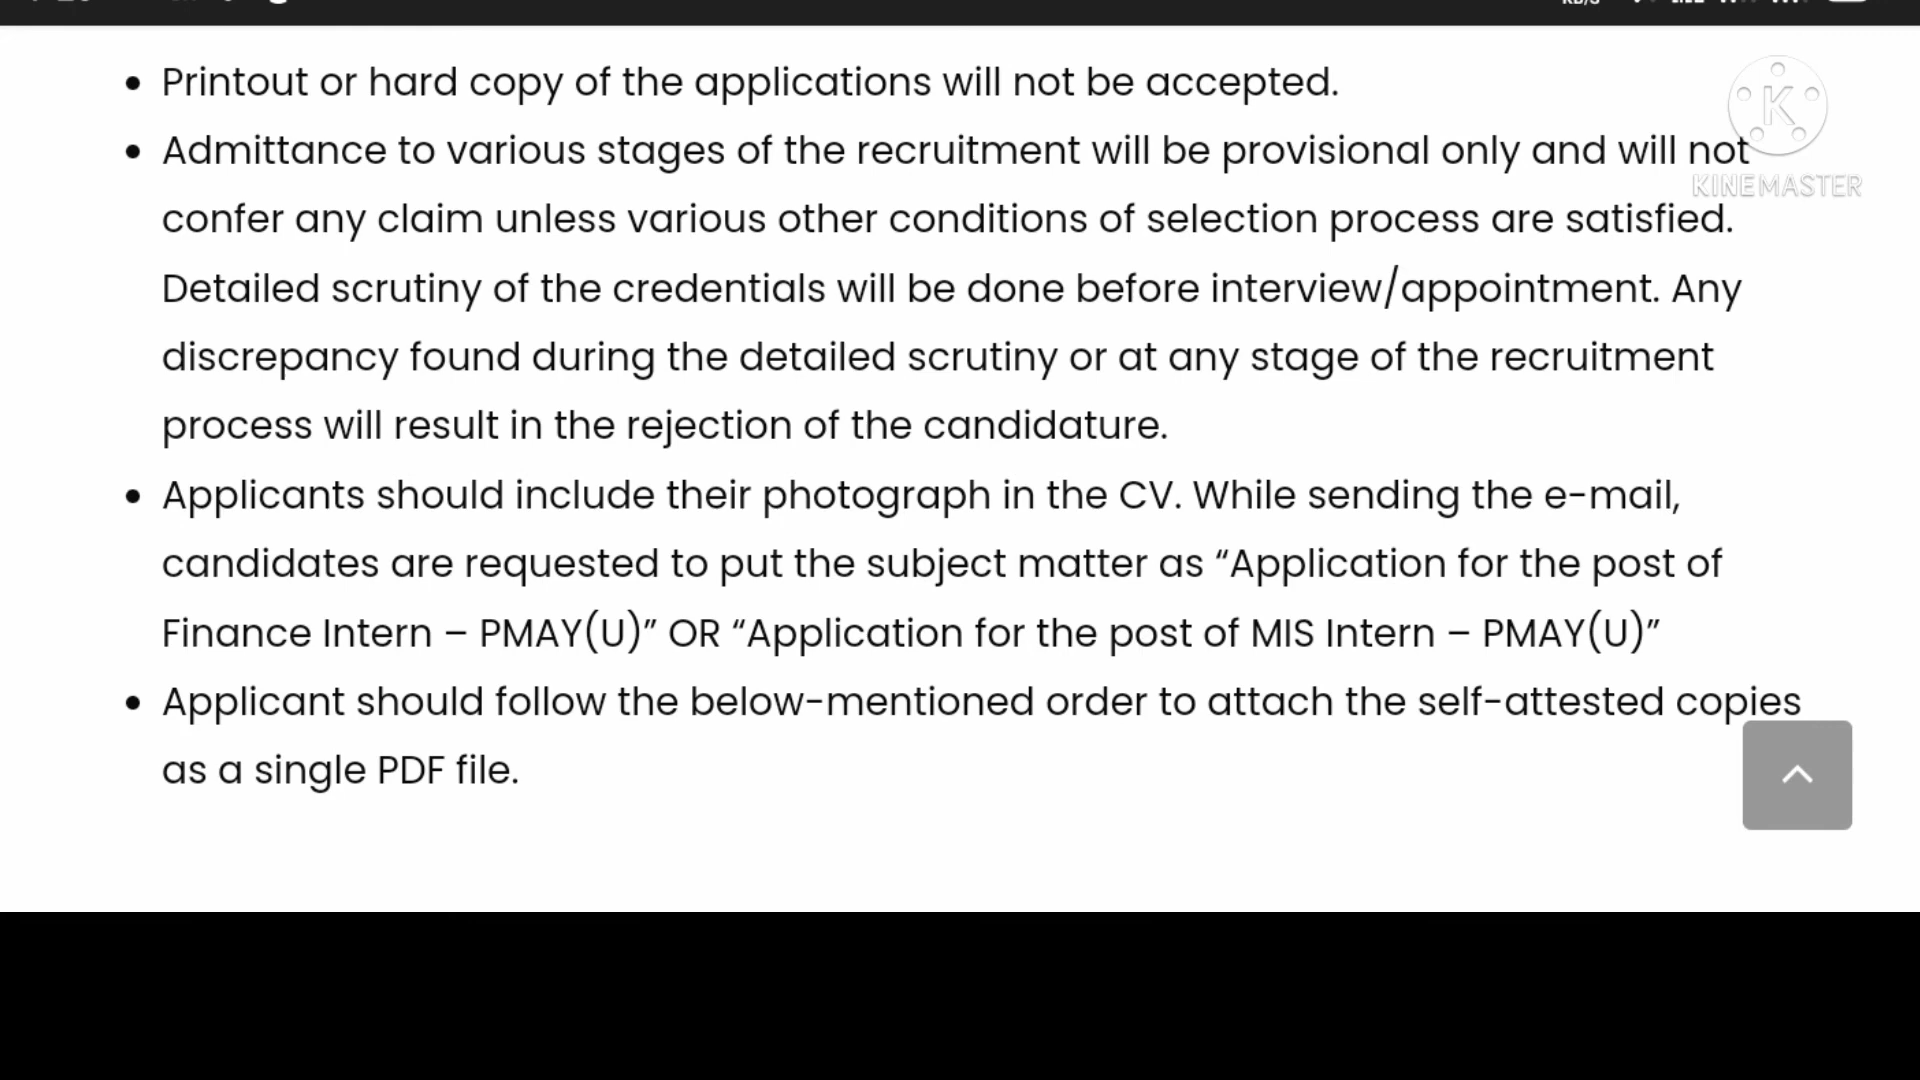 • Printout or hard copy of the applications will not be accepted.
KINEMASTER
• Admittance to various stages of the recruitment will be provisional only and will not
confer any claim unless various other conditions of selection process are satisfied.
Detailed scrutiny of the credentials will be done before interview/appointment. Any
discrepancy found during the detailed scrutiny or at any stage of the recruitment
process will result in the rejection of the candidature.
• Applicants should include their photograph in the CV. While sending the e-mail,
candidates are requested to put the subject matter as “Application for the post of
Finance Intern – PMAY(U)” OR “Application for the post of MIS Intern – PMAY(U)”
• Applicant should follow the below-mentioned order to attach the self-attested copies
as a single PDF file.